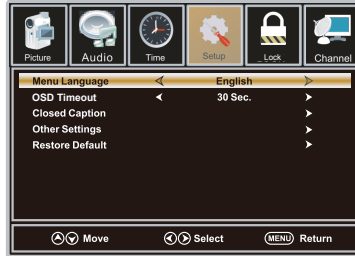 Picture Audio Time Setup Lock Channel
Menu Language English
OSD Timeout 30 Sec.
Closed Caption
Other Settings
Restore Default
Move Select MENU Return